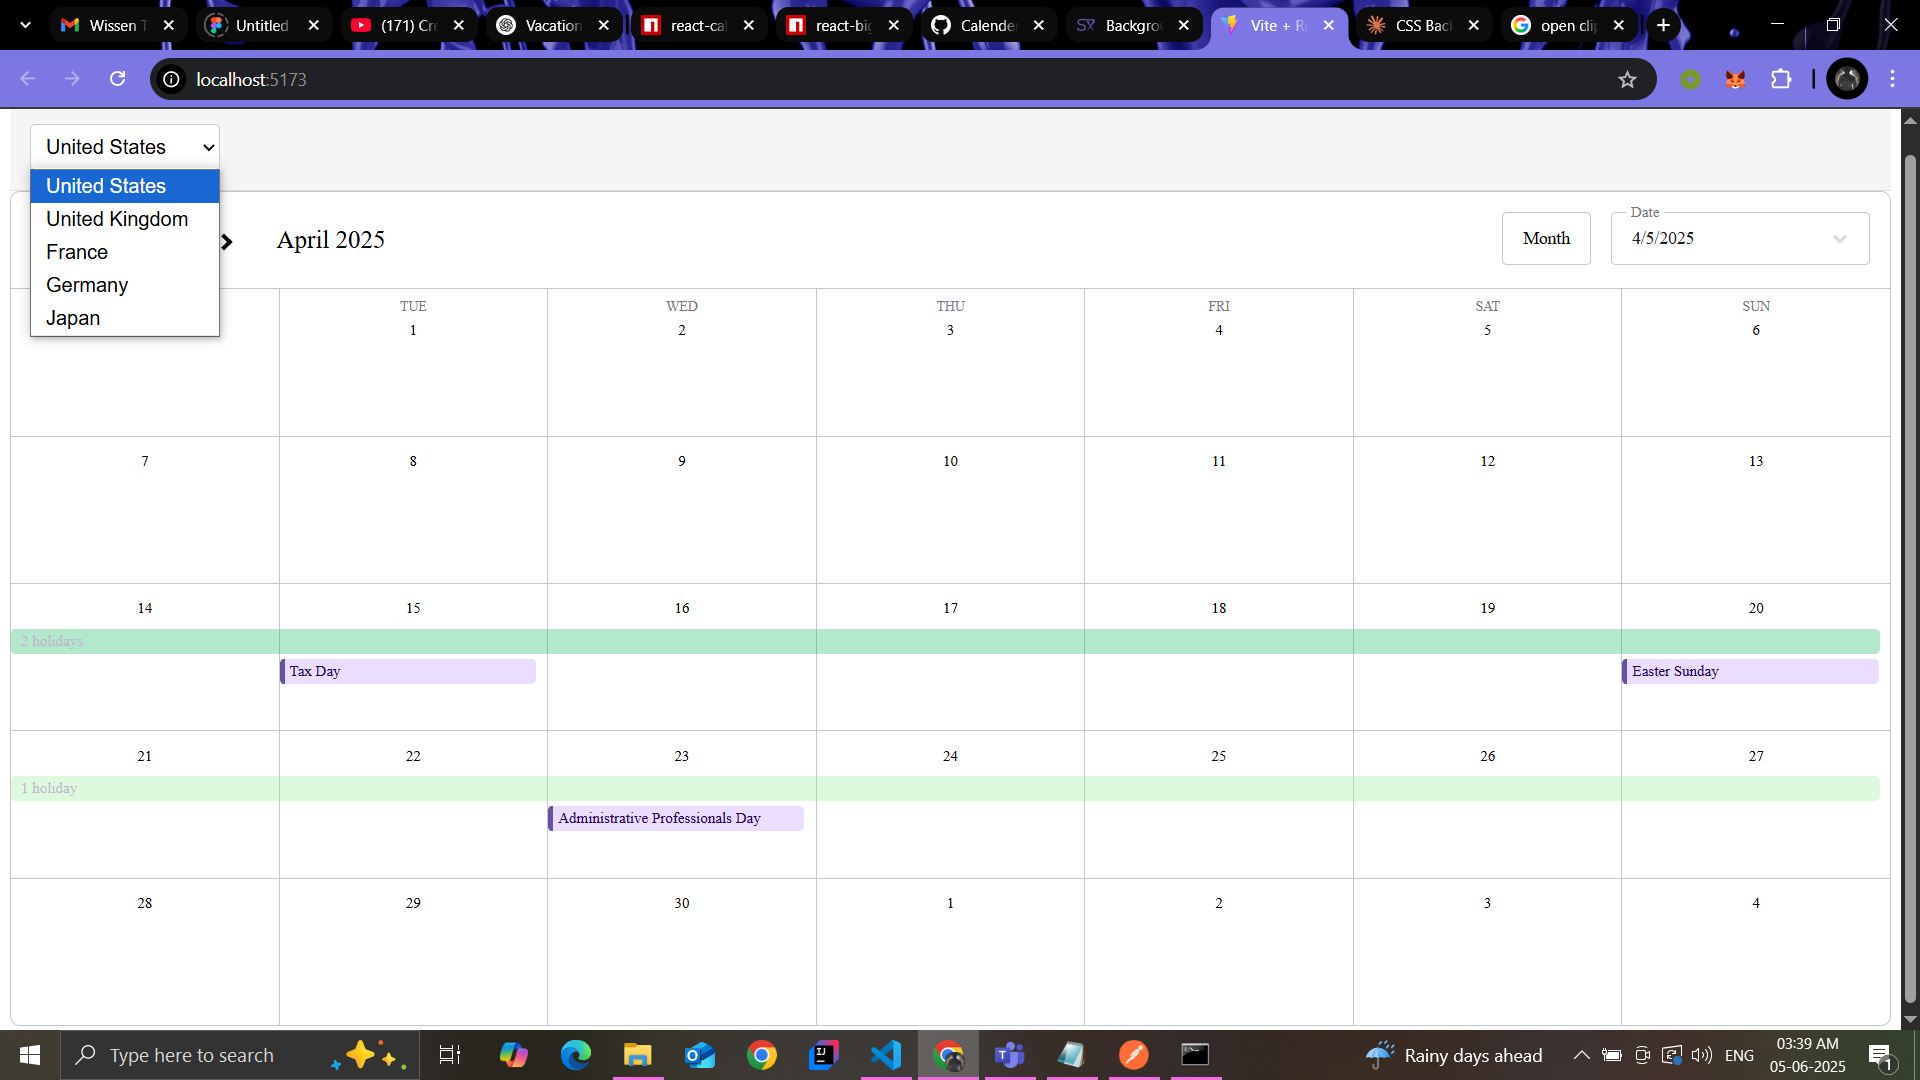 Wissen T
Untitled
(171) Cr
Vacation
react-cal
react-big
Calende
Backgro
Vite + R
CSS Bac
open cli
localhost:5173
United States
United States
United Kingdom
France
Germany
Japan
April 2025
Month
Date
4/5/2025
TUE WED THU FRI SAT SUN
1 2 3 4 5 6
7 8 9 10 11 12 13
14 15 16 17 18 19 20
2 holidays
Tax Day Easter Sunday
21 22 23 24 25 26 27
1 holiday
Administrative Professionals Day
28 29 30 1 2 3 4
Type here to search
Rainy days ahead
ENG
03:39 AM
05-06-2025
1